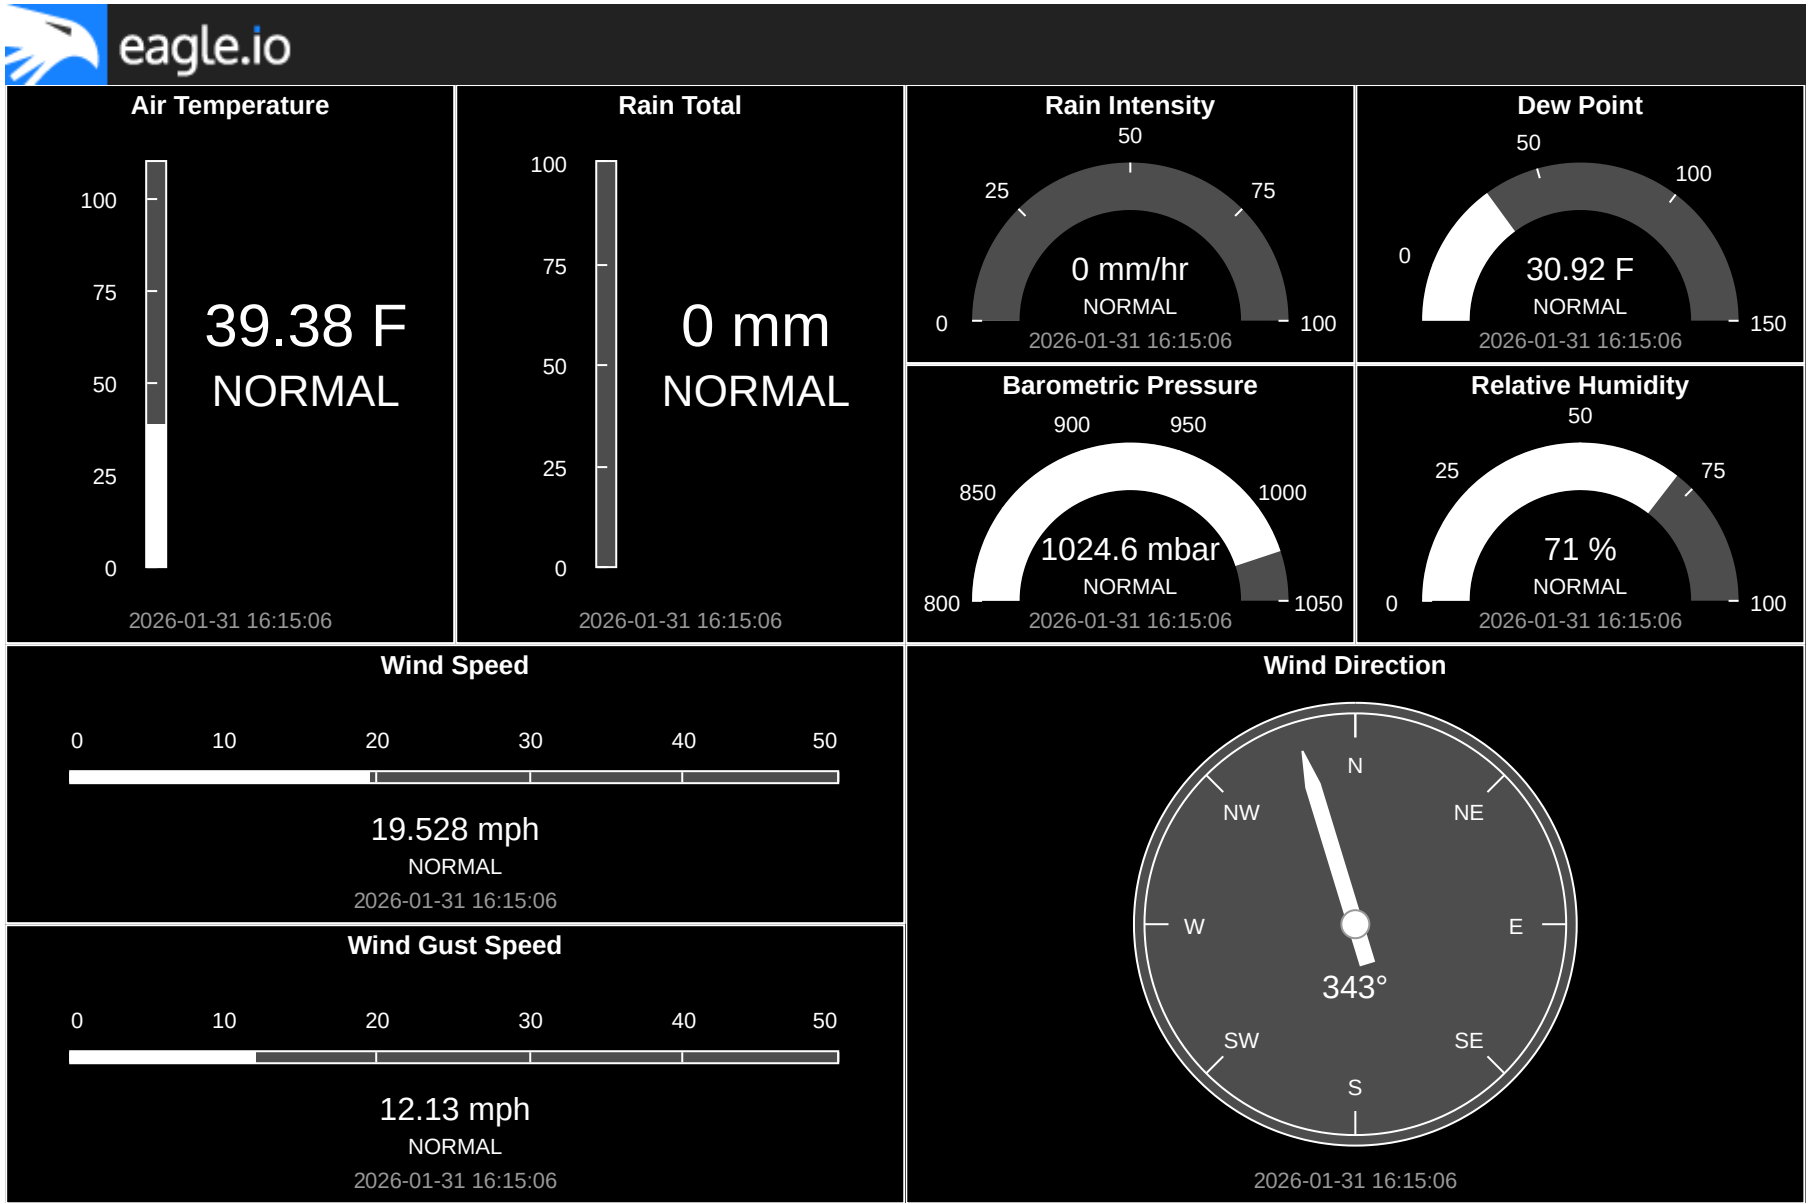 eagle.io
Air Temperature
100
75
50
25
0
39.38 F
NORMAL
2026-01-31 16:15:06
Rain Total
100
75
50
25
0
0 mm
NORMAL
2026-01-31 16:15:06
Rain Intensity
50
25
75
0
100
0 mm/hr
NORMAL
2026-01-31 16:15:06
Dew Point
50
100
0
150
30.92 F
NORMAL
2026-01-31 16:15:06
Barometric Pressure
900
950
850
1000
800
1050
1024.6 mbar
NORMAL
2026-01-31 16:15:06
Relative Humidity
50
25
75
0
100
71 %
NORMAL
2026-01-31 16:15:06
Wind Speed
0 10 20 30 40 50
19.528 mph
NORMAL
2026-01-31 16:15:06
Wind Gust Speed
0 10 20 30 40 50
12.13 mph
NORMAL
2026-01-31 16:15:06
Wind Direction
N
NW
NE
W
E
343°
SW
SE
S
2026-01-31 16:15:06